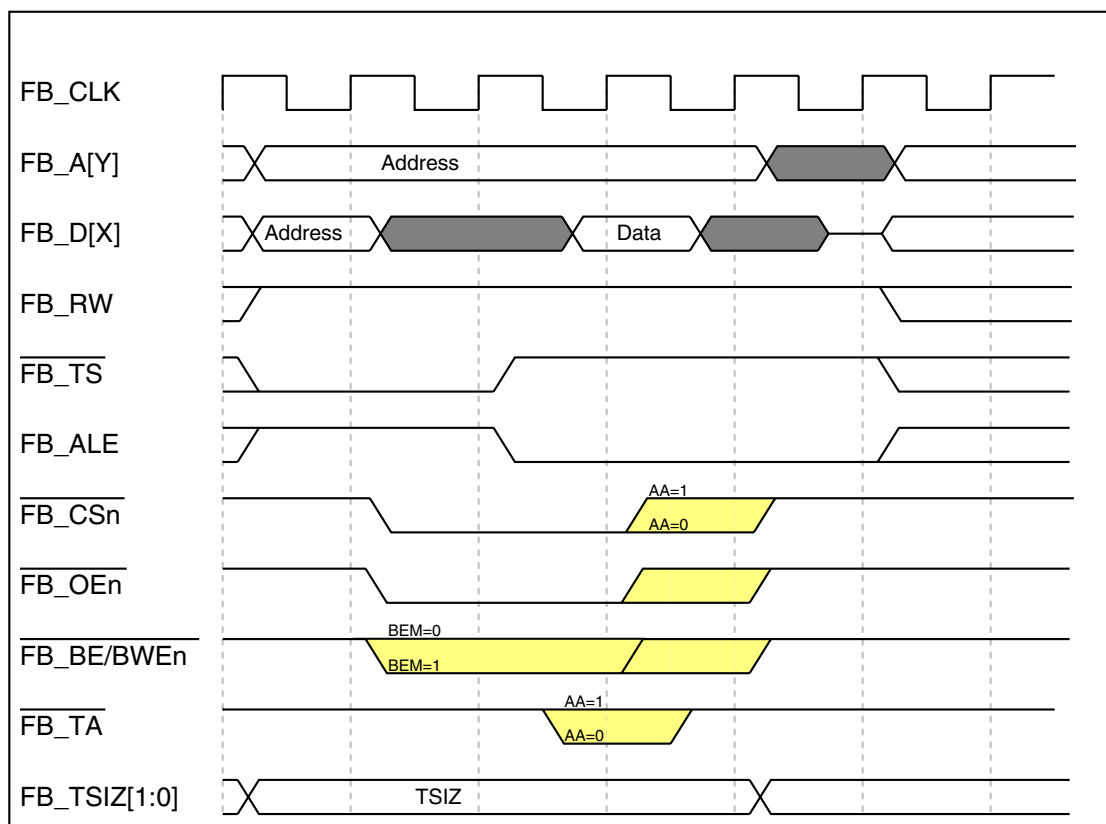 FB_CLK
FB_A[Y]
Address
FB_D[X]
Address
Data
FB_RW
FB_TS
FB_ALE
FB_CSn
AA=1
AA=0
FB_OEn
FB_BE/BWEn
BEM=0
BEM=1
FB_TA
AA=1
AA=0
FB_TSIZ[1:0]
TSIZ